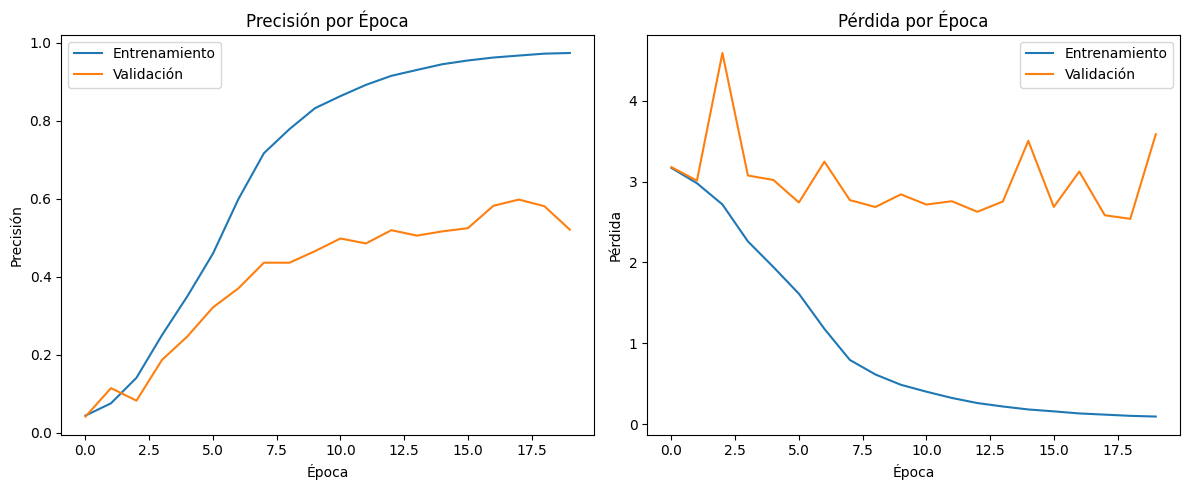 Precisión por Época
Entrenamiento
Validación
1.0
0.8
0.6
0.4
0.2
0.0
Precisión
0.0 2.5 5.0 7.5 10.0 12.5 15.0 17.5
Época
Pérdida por Época
Entrenamiento
Validación
4
3
2
1
0
Pérdida
0.0 2.5 5.0 7.5 10.0 12.5 15.0 17.5
Época